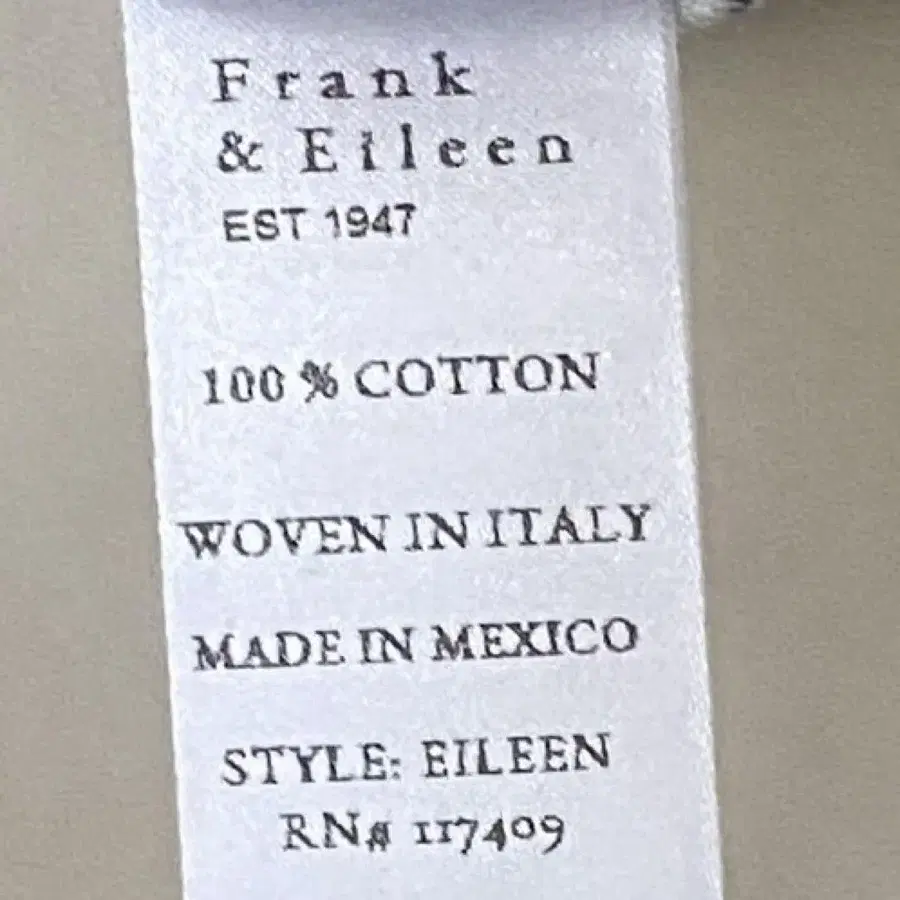 Frank
& Eileen
EST 1947
100 % COTTON
WOVEN IN ITALY
MADE IN MEXICO
STYLE: EILEEN
RN# 117409